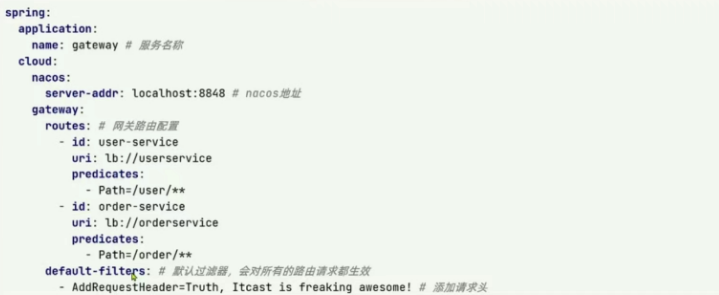 spring:
  application:
    name: gateway # 服务名称
  cloud:
    nacos:
      server-addr: localhost:8848 # nacos地址
    gateway:
      routes: # 网关路由配置
        - id: user-service
          uri: lb://userservice
          predicates:
            - Path=/user/**
        - id: order-service
          uri: lb://orderservice
          predicates:
            - Path=/order/**
      default-filters: # 默认过滤器，会对所有的路由请求都生效
        - AddRequestHeader=Truth, Itcast is freaking awesome! # 添加请求头